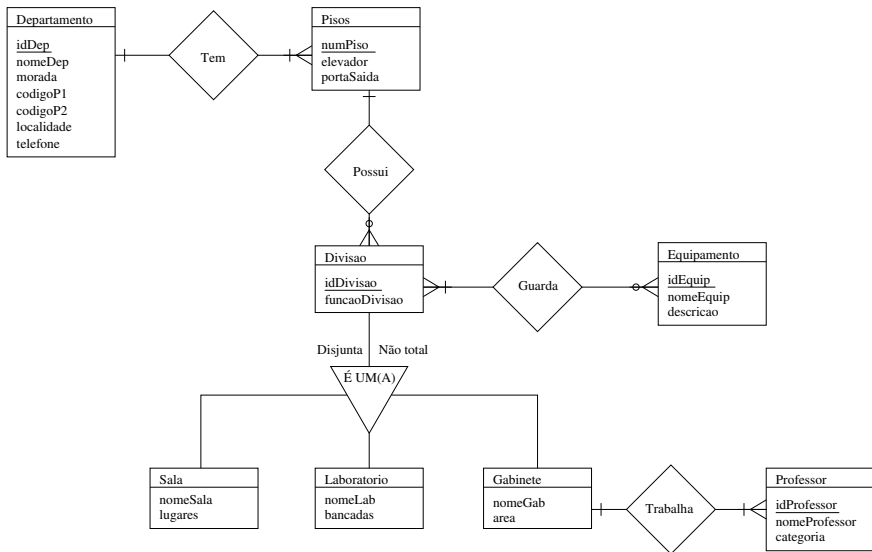 Departamento
idDep
nomeDep
morada
codigoP1
codigoP2
localidade
telefone
Tem
Pisos
numPiso
elevador
portaSaida
Possui
Divisao
idDivisao
funcaoDivisao
Guarda
Equipamento
idEquip
nomeEquip
descricao
Disjunta
Não total
É UM(A)
Sala
nomeSala
lugares
Laboratorio
nomeLab
bancadas
Gabinete
nomeGab
area
Trabalha
Professor
idProfessor
nomeProfessor
categoria